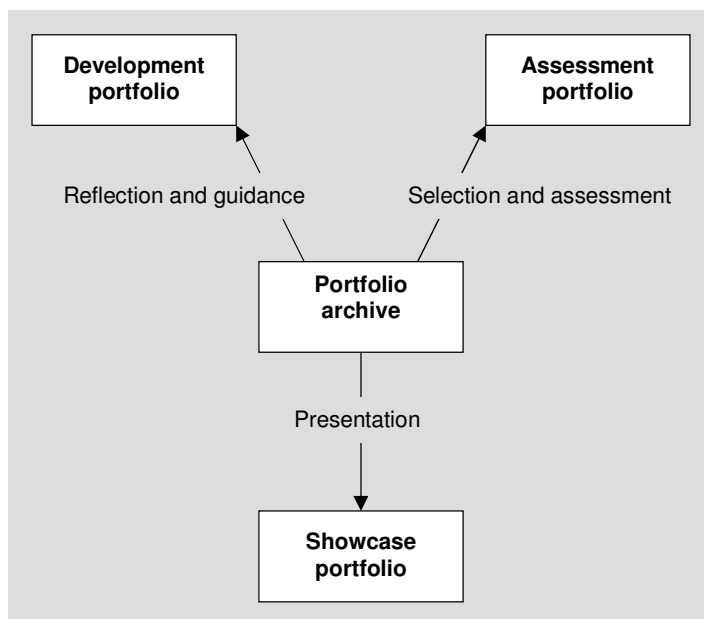 Development
portfolio
Assessment
portfolio
Reflection and guidance
Selection and assessment
Portfolio
archive
Presentation
Showcase
portfolio